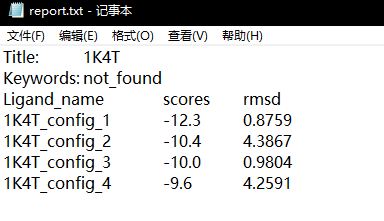 report.txt - 记事本
文件(F) 编辑(E) 格式(O) 查看(V) 帮助(H)
Title: 1K4T
Keywords: not_found
Ligand_name scores rmsd
1K4T_config_1 -12.3 0.8759
1K4T_config_2 -10.4 4.3867
1K4T_config_3 -10.0 0.9804
1K4T_config_4 -9.6 4.2591